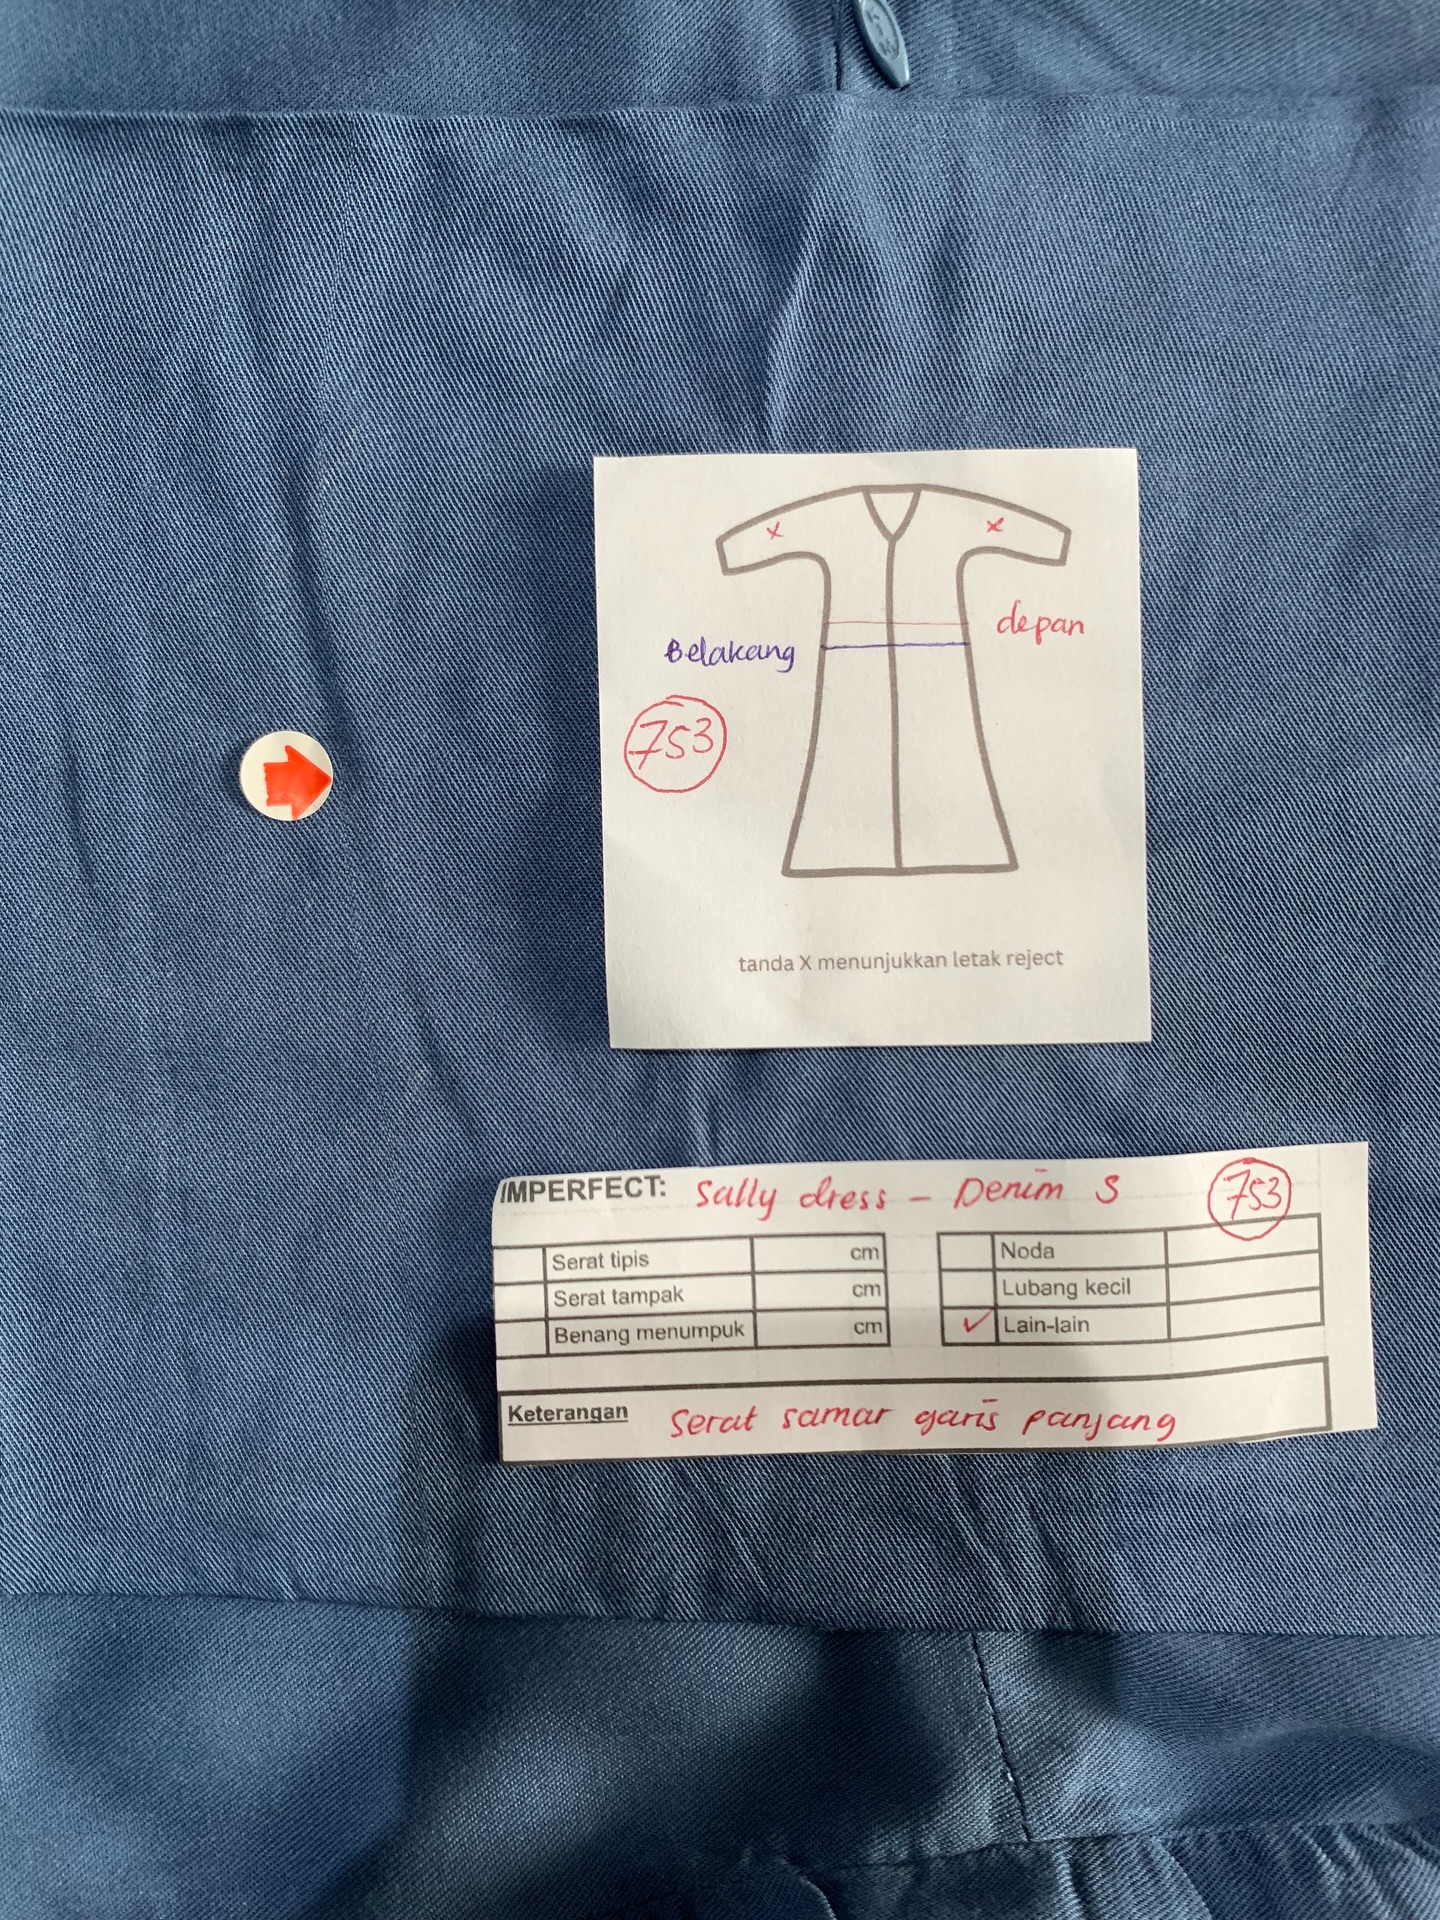 depan
Belakang
753
tanda X menunjukkan letak reject
IMPERFECT: Sally dress - Denim S 753
Serat tipis cm Noda
Serat tampak cm Lubang kecil
Benang menumpuk cm Lain-lain
Keterangan Serat samar garis panjang